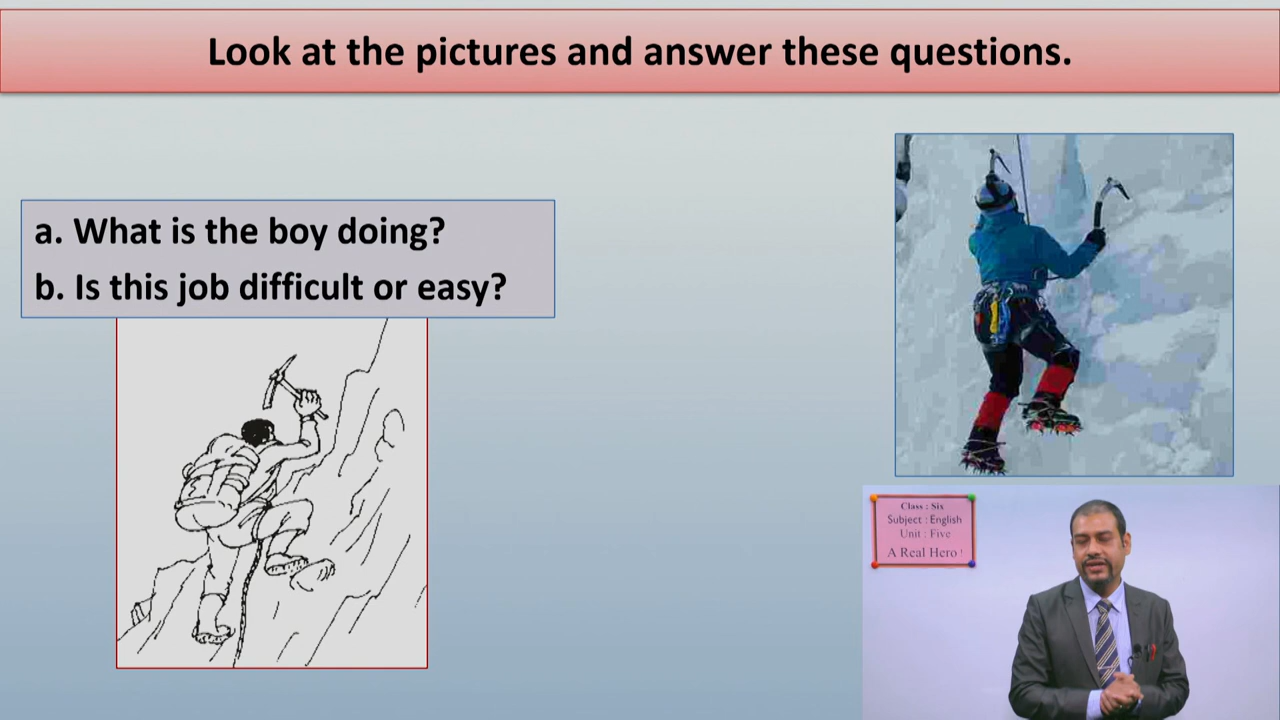 Look at the pictures and answer these questions.
a. What is the boy doing?
b. Is this job difficult or easy?
Class : Six
Subject : English
Unit : Five
A Real Hero !